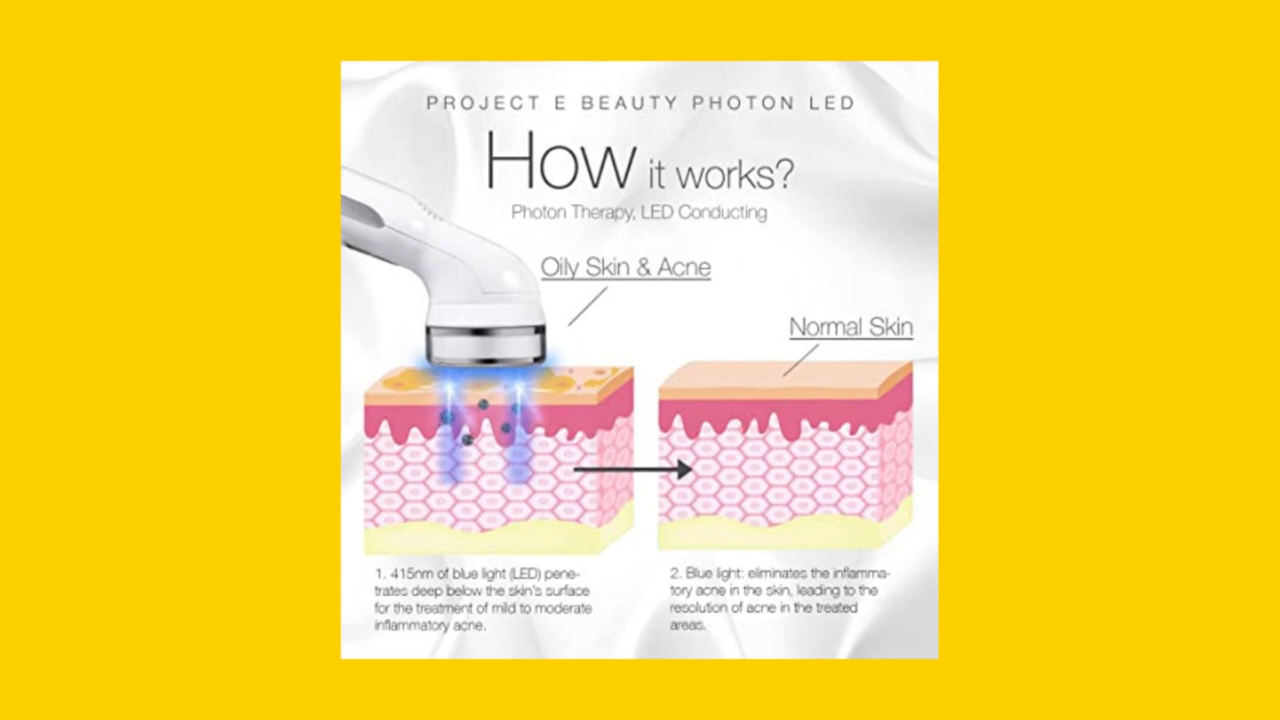 PROJECT E BEAUTY PHOTON LED
How it works?
Photon Therapy, LED Conducting
Oily Skin & Acne
Normal Skin
1. 415nm of blue light (LED) pene-
trates deep below the skin's surface
for the treatment of mild to moderate
inflammatory acne.
2. Blue light: eliminates the inflamma-
tory acne in the skin, leading to the
resolution of acne in the treated
areas.